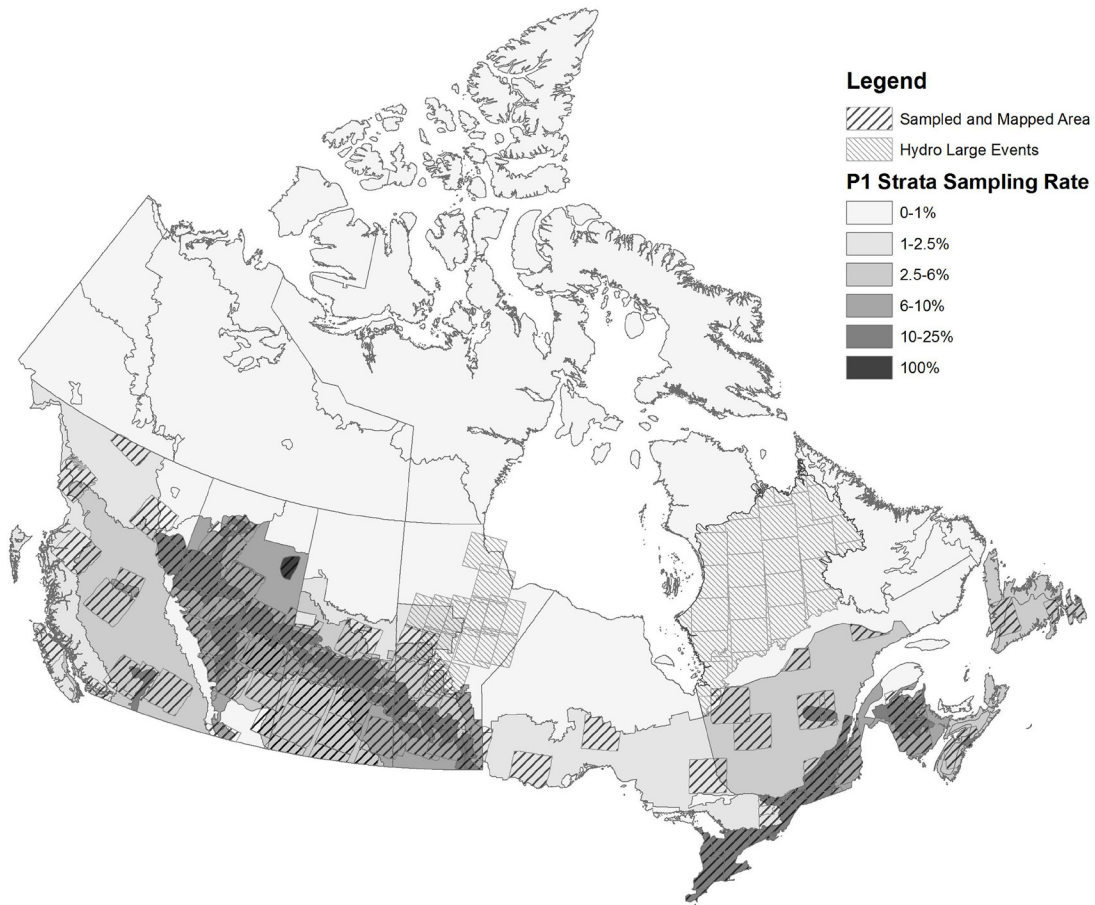 Legend
Sampled and Mapped Area
Hydro Large Events
P1 Strata Sampling Rate
0-1%
1-2.5%
2.5-6%
6-10%
10-25%
100%